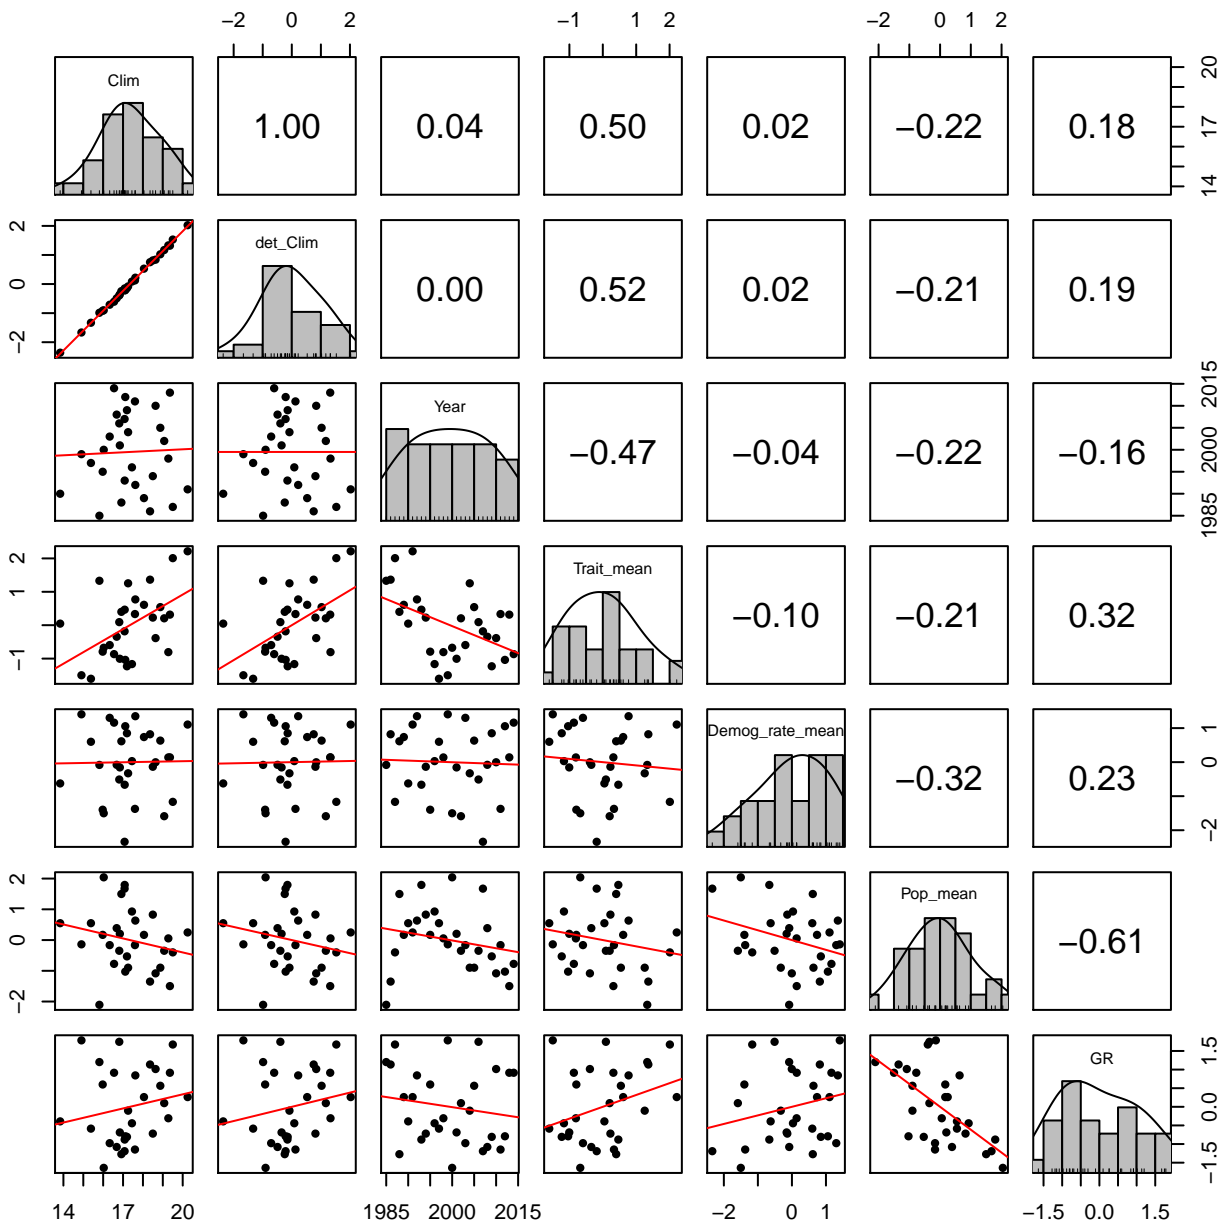 −2 0 2 −1 1 2 −2 0 2
Clim 1.00 0.04 0.50 0.02 −0.22 0.18 14 17 20
−2 0 2 det_Clim 0.00 0.52 0.02 −0.21 0.19
Year −0.47 −0.04 −0.22 −0.16 1985 2000 2015
−1 1 2 Trait_mean −0.10 −0.21 0.32
Demog_rate_mean −0.32 0.23 −2 0 1
−2 0 1 2 Pop_mean −0.61
GR −1.5 0.0 1.5
14 17 20 1985 2000 2015 −2 0 1 −1.5 0.0 1.5